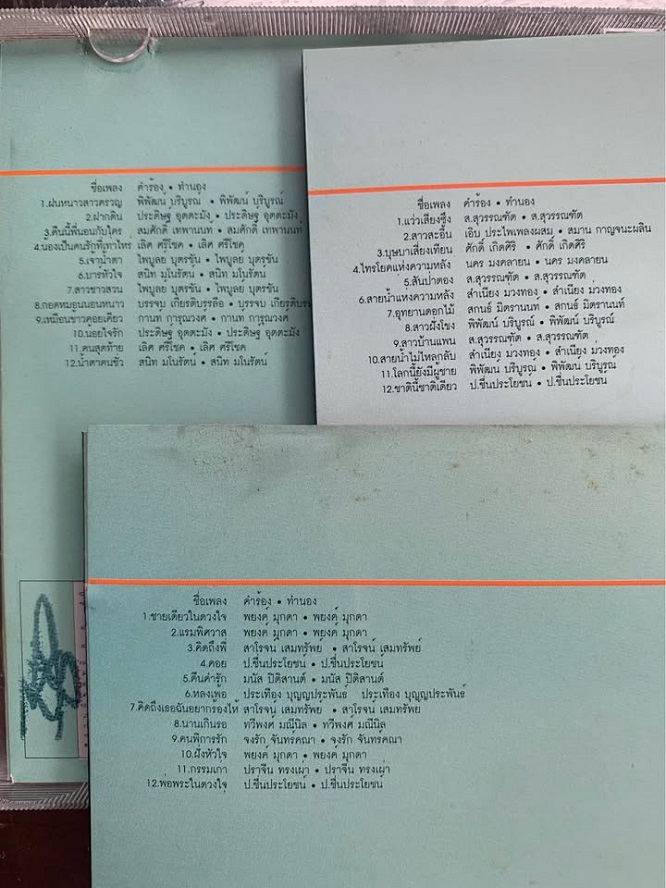 ชื่อเพลง คำร้อง • ทำนอง
1.ฝนหนาวสาวครวญ พิพัฒน์ บริบูรณ์ • พิพัฒน์ บุริบูรณ์
2.ฝากดิน ประดิษฐ อุตตะมัง • ประดิษฐ อุตตะมัง
3.คืนนี้พี่นอนกับใคร สมศักดิ์ เทพานนท์ • สมศักดิ์ เทพานนท์
4.น้องเป็นคนรักที่เท่าไหร่ เลิศ ศรีโชค • เลิศ ศรีโชค
5.เจ้าน้ำตา ไพบูลย์ บุตรขัน • ไพบูลย์ บุตรขัน
6.บาร์หัวใจ สนิท มโนรัตน์ • สนิท มโนรัตน์
7.สาวชาวสวน ไพบูลย์ บุตรขัน • ไพบูลย์ บุตรขัน
8.กอดหมอนนอนหนาว บรรจบ เกียรติบรรลือ • บรรจบ
9.เหมือนข้าวคอยเคียว กานท์ การุณวงศ์ • กานท์ การุณวงศ์
10.น้อยใจรัก ประดิษฐ อุตตะมัง • ประดิษฐ อุตตะมัง
11.คนสุดท้าย เลิศ ศรีโชค • เลิศ ศรีโชค
12.น้ำตาคนชั่ว สนิท มโนรัตน์ • สนิท มโนรัตน์
ชื่อเพลง คำร้อง • ทำนอง
1.แว่วเสียงซึง ส.สุวรรณฑัต • ส.สุวรรณฑัต
2.สาวสะอื้น เอิบ ประไพเพลงผสม • สมาน กาญจนะผลิน
3.บุษบาเสี่ยงเทียน ศักดิ์ เกิดศิริ • ศักดิ์ เกิดศิริ
4.ไทรโยคแห่งความหลัง นคร มงคลายน • นคร มงคลายน
5.สันป่าตอง ส.สุวรรณฑัต • ส.สุวรรณฑัต
6.สายน้ำแห่งความหลัง สำเนียง ม่วงทอง • สำเนียง ม่วงทอง
7.อุทยานดอกไม้ สกนธ์ มิตรานนท์ • สกนธ์ มิตรานนท์
8.สาวฝั่งโขง พิพัฒน์ บริบูรณ์ • พิพัฒน์ บริบูรณ์
9.สาวบ้านแพน ส.สุวรรณฑัต • ส.สุวรรณฑัต
10.สายน้ำไม่ไหลกลับ สำเนียง ม่วงทอง • สำเนียง ม่วงทอง
11.โลกนี้ยังมีผู้ชาย พิพัฒน์ บริบูรณ์ • พิพัฒน์ บริบูรณ์
12.ชาตินี้ชาติเดียว ป.ชื่นประโยชน์ • ป.ชื่นประโยชน์
ชื่อเพลง คำร้อง • ทำนอง
1.ชายเดียวในดวงใจ พยงค์ มุกดา • พยงค์ มุกดา
2.แรมพิศวาส พยงค์ มุกดา • พยงค์ มุกดา
3.คิดถึงพี่ สาโรจน์ เสมทรัพย์ • สาโรจน์ เสมทรัพย์
4.คอย ป.ชื่นประโยชน์ • ป.ชื่นประโยชน์
5.คืนคำรัก มนัส ปิติสานต์ • มนัส ปิติสานต์
6.หลงเพ้อ ประเทือง บุญญประพันธ์ ประเทือง บุญญประพันธ์
7.คิดถึงเธอฉันอยากร้องไห้ สาโรจน์ เสมทรัพย์ • สาโรจน์ เสมทรัพย์
8.นานเกินรอ ทวีพงศ์ มณีนิล • ทวีพงศ์ มณีนิล
9.คนพิการรัก จงรัก จันทร์คณา • จงรัก จันทร์คณา
10.ฝั่งหัวใจ พยงค์ มุกดา • พยงค์ มุกดา
11.กรรมเก่า ปราจีน ทรงเผ่า • ปราจีน ทรงเผ่า
12.พ่อพระในดวงใจ ป.ชื่นประโยชน์ • ป.ชื่นประโยชน์